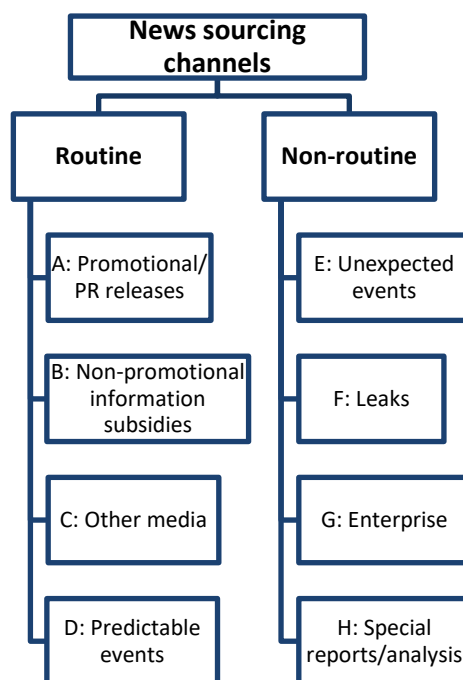 News sourcing
channels
Routine
Non-routine
A: Promotional/
PR releases
B: Non-promotional
information
subsidies
C: Other media
D: Predictable
events
E: Unexpected
events
F: Leaks
G: Enterprise
H: Special
reports/analysis